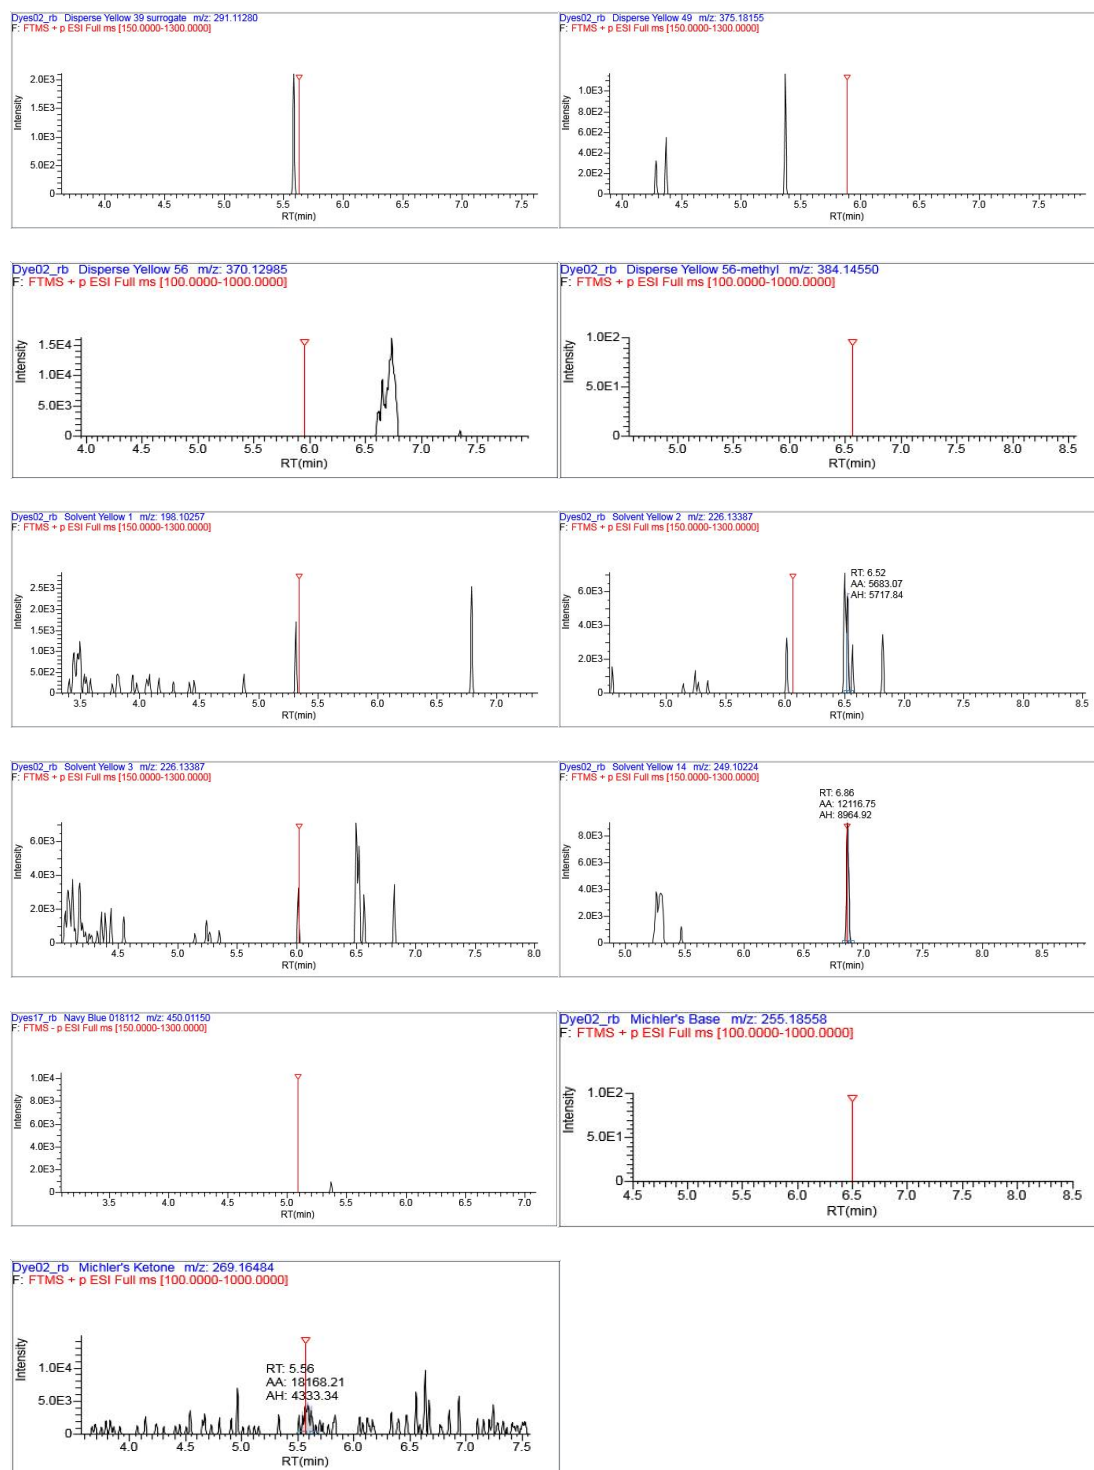 Dyes02_rb Disperse Yellow 39 surrogate m/z: 291.11280
F: FTMS + p ESI Full ms [150.0000-1300.0000]
Intensity
2.0E3
1.5E3
1.0E3
5.0E2
0
4.0 4.5 5.0 5.5 6.0 6.5 7.0 7.5
RT(min)
Dyes02_rb Disperse Yellow 49 m/z: 375.18155
F: FTMS + p ESI Full ms [150.0000-1300.0000]
Intensity
1.0E3
8.0E2
6.0E2
4.0E2
2.0E2
0
4.0 4.5 5.0 5.5 6.0 6.5 7.0 7.5
RT(min)
Dye02_rb Disperse Yellow 56 m/z: 370.12985
F: FTMS + p ESI Full ms [100.0000-1000.0000]
Intensity
1.5E4
1.0E4
5.0E3
0
4.0 4.5 5.0 5.5 6.0 6.5 7.0 7.5
RT(min)
Dye02_rb Disperse Yellow 56-methyl m/z: 384.14550
F: FTMS + p ESI Full ms [100.0000-1000.0000]
Intensity
1.0E2
5.0E1
0
5.0 5.5 6.0 6.5 7.0 7.5 8.0 8.5
RT(min)
Dyes02_rb Solvent Yellow 1 m/z: 198.10257
F: FTMS + p ESI Full ms [150.0000-1300.0000]
Intensity
2.5E3
2.0E3
1.5E3
1.0E3
5.0E2
0
3.5 4.0 4.5 5.0 5.5 6.0 6.5 7.0
RT(min)
Dyes02_rb Solvent Yellow 2 m/z: 226.13387
F: FTMS + p ESI Full ms [150.0000-1300.0000]
RT: 6.52
AA: 5683.07
AH: 5717.84
Intensity
6.0E3
4.0E3
2.0E3
0
5.0 5.5 6.0 6.5 7.0 7.5 8.0 8.5
RT(min)
Dyes02_rb Solvent Yellow 3 m/z: 226.13387
F: FTMS + p ESI Full ms [150.0000-1300.0000]
Intensity
6.0E3
4.0E3
2.0E3
0
4.5 5.0 5.5 6.0 6.5 7.0 7.5 8.0
RT(min)
Dyes02_rb Solvent Yellow 14 m/z: 249.10224
F: FTMS + p ESI Full ms [150.0000-1300.0000]
RT: 6.86
AA: 12116.75
AH: 8964.92
Intensity
8.0E3
6.0E3
4.0E3
2.0E3
0
5.0 5.5 6.0 6.5 7.0 7.5 8.0 8.5
RT(min)
Dyes17_rb Navy Blue 018112 m/z: 450.01150
F: FTMS - p ESI Full ms [150.0000-1300.0000]
Intensity
1.0E4
8.0E3
6.0E3
4.0E3
2.0E3
0
3.5 4.0 4.5 5.0 5.5 6.0 6.5 7.0
RT(min)
Dye02_rb Michler's Base m/z: 255.18558
F: FTMS + p ESI Full ms [100.0000-1000.0000]
Intensity
1.0E2
5.0E1
0
4.5 5.0 5.5 6.0 6.5 7.0 7.5 8.0 8.5
RT(min)
Dye02_rb Michler's Ketone m/z: 269.16484
F: FTMS + p ESI Full ms [100.0000-1000.0000]
Intensity
1.0E4
5.0E3
0
RT: 5.56
AA: 18168.21
AH: 4333.34
4.0 4.5 5.0 5.5 6.0 6.5 7.0 7.5
RT(min)